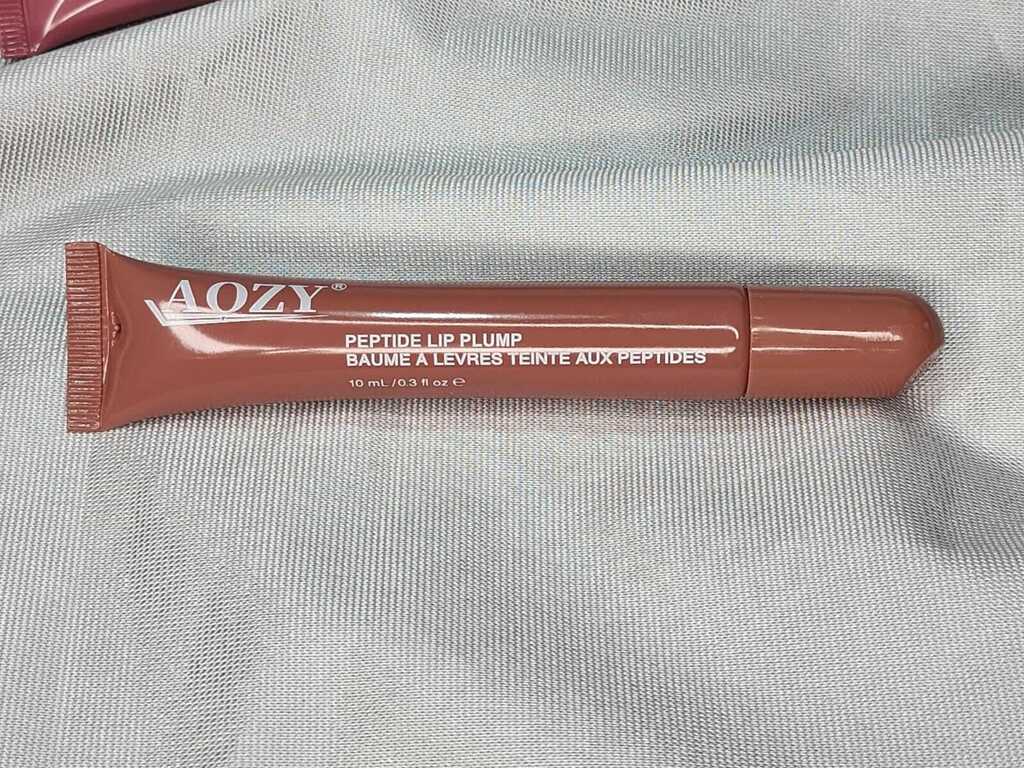 AOZY®
PEPTIDE LIP PLUMP
BAUME A LEVRES TEINTE AUX PEPTIDES
10 mL / 0.3 fl oz ℮